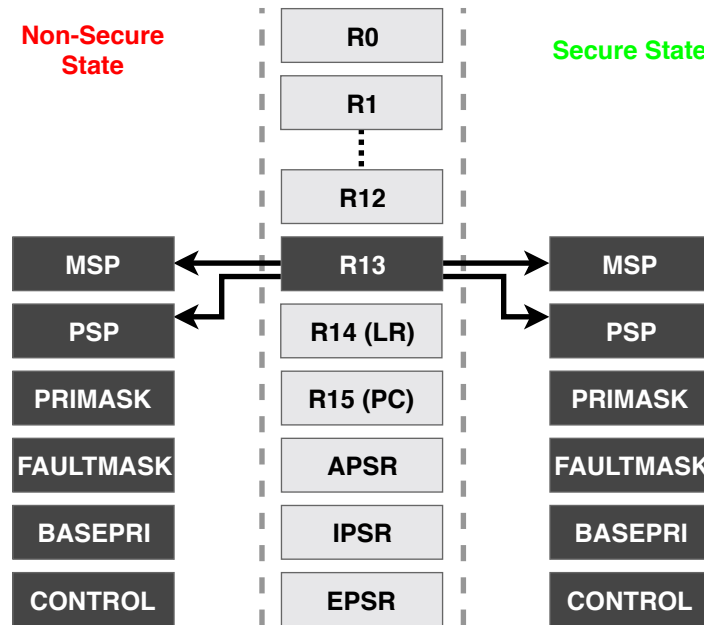 Non-Secure
State
R0
Secure State
R1
R12
MSP
R13
MSP
PSP
R14 (LR)
PSP
PRIMASK
R15 (PC)
PRIMASK
FAULTMASK
APSR
FAULTMASK
BASEPRI
IPSR
BASEPRI
CONTROL
EPSR
CONTROL